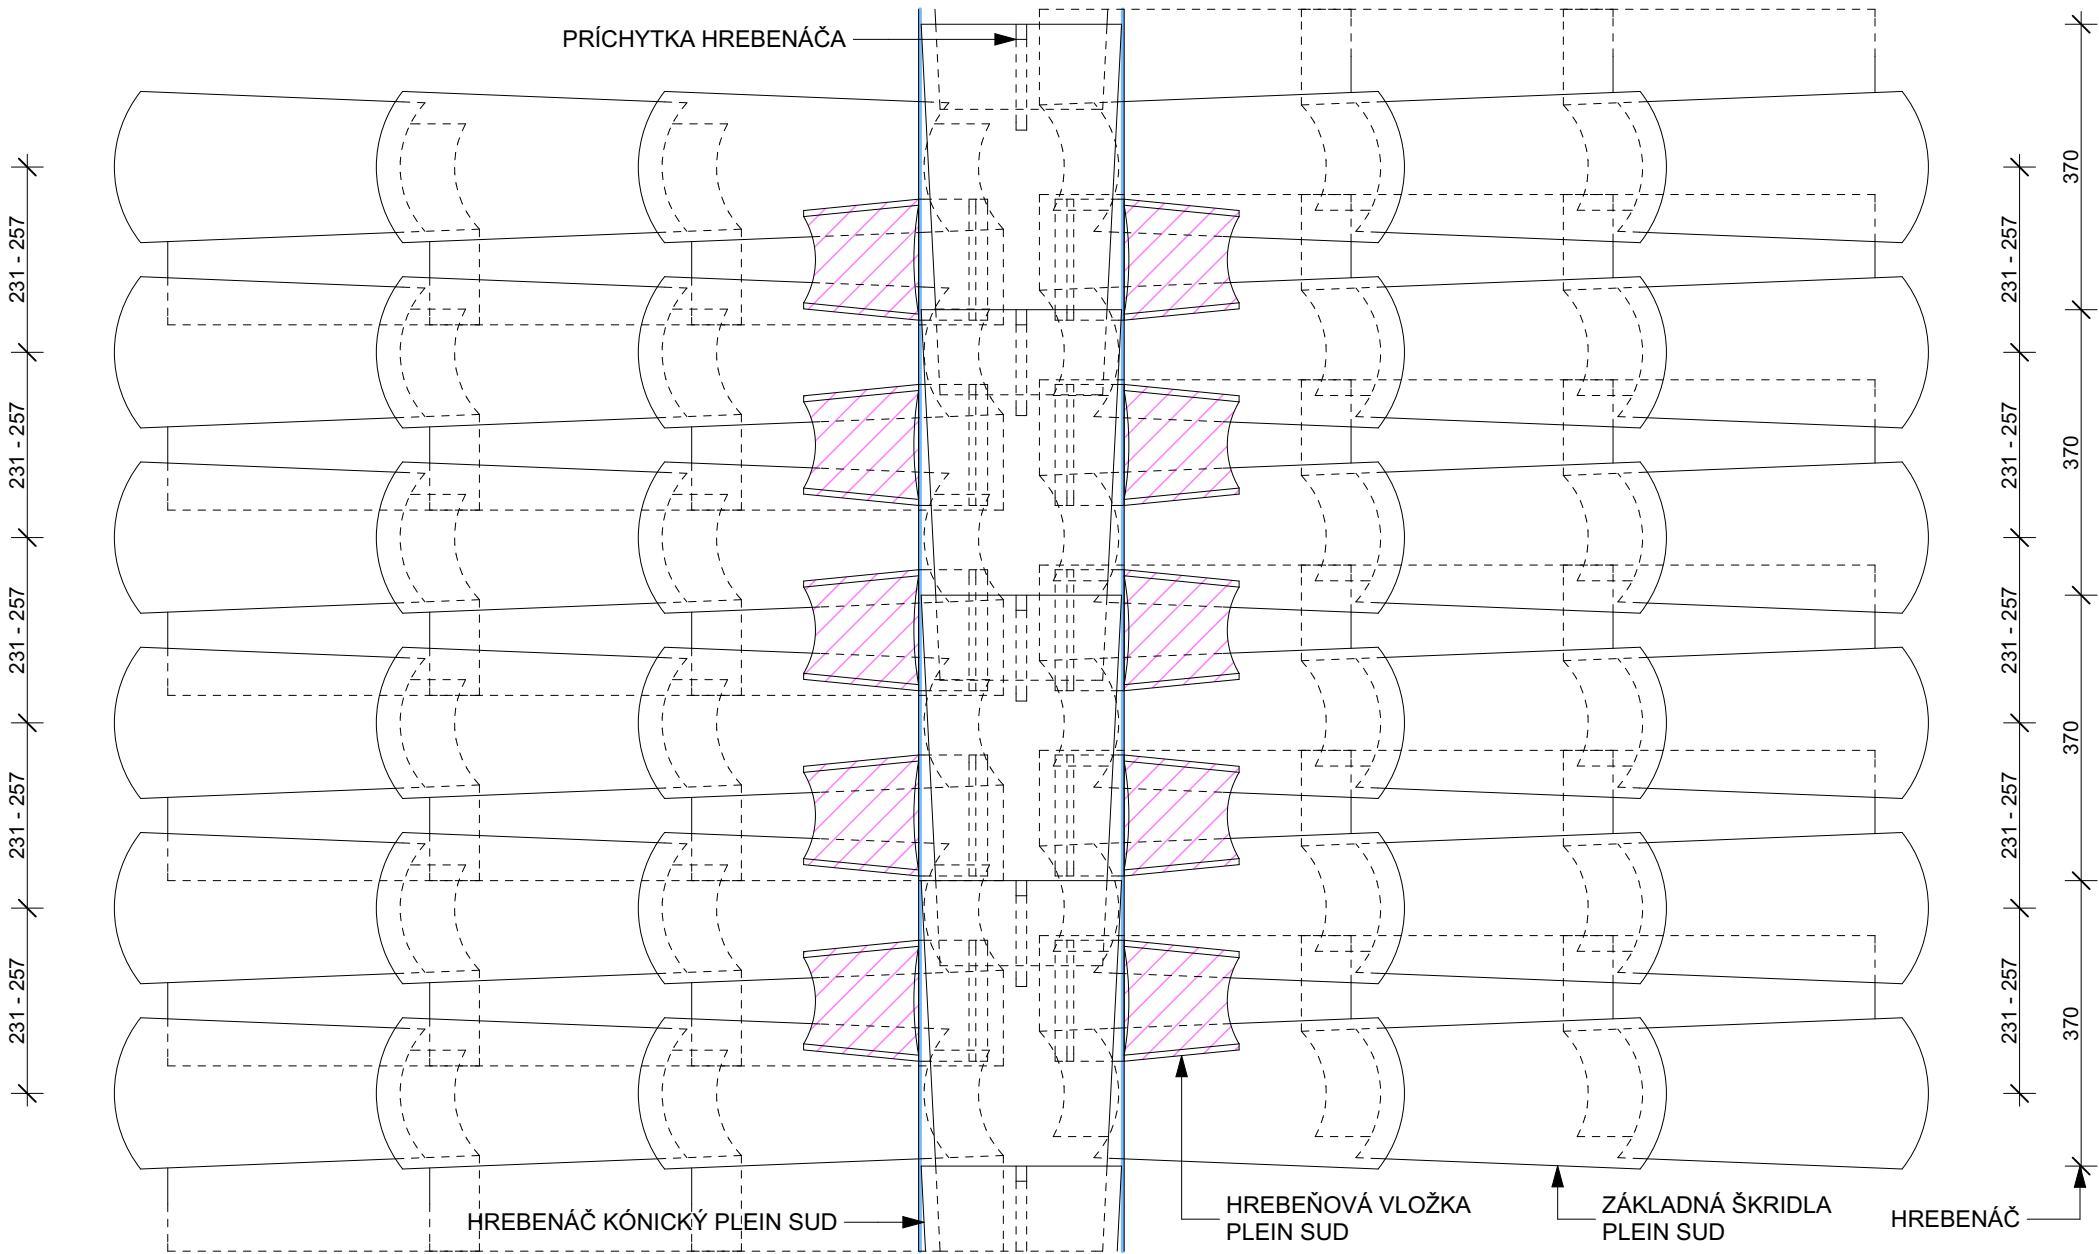 PRÍCHYTKA HREBENÁČA
231 - 257
231 - 257
231 - 257
231 - 257
231 - 257
231 - 257
231 - 257
231 - 257
231 - 257
231 - 257
370
370
370
370
HREBENÁČ KÓNICKÝ PLEIN SUD
HREBEŇOVÁ VLOŽKA
PLEIN SUD
ZÁKLADNÁ ŠKRIDLA
PLEIN SUD
HREBENÁČ